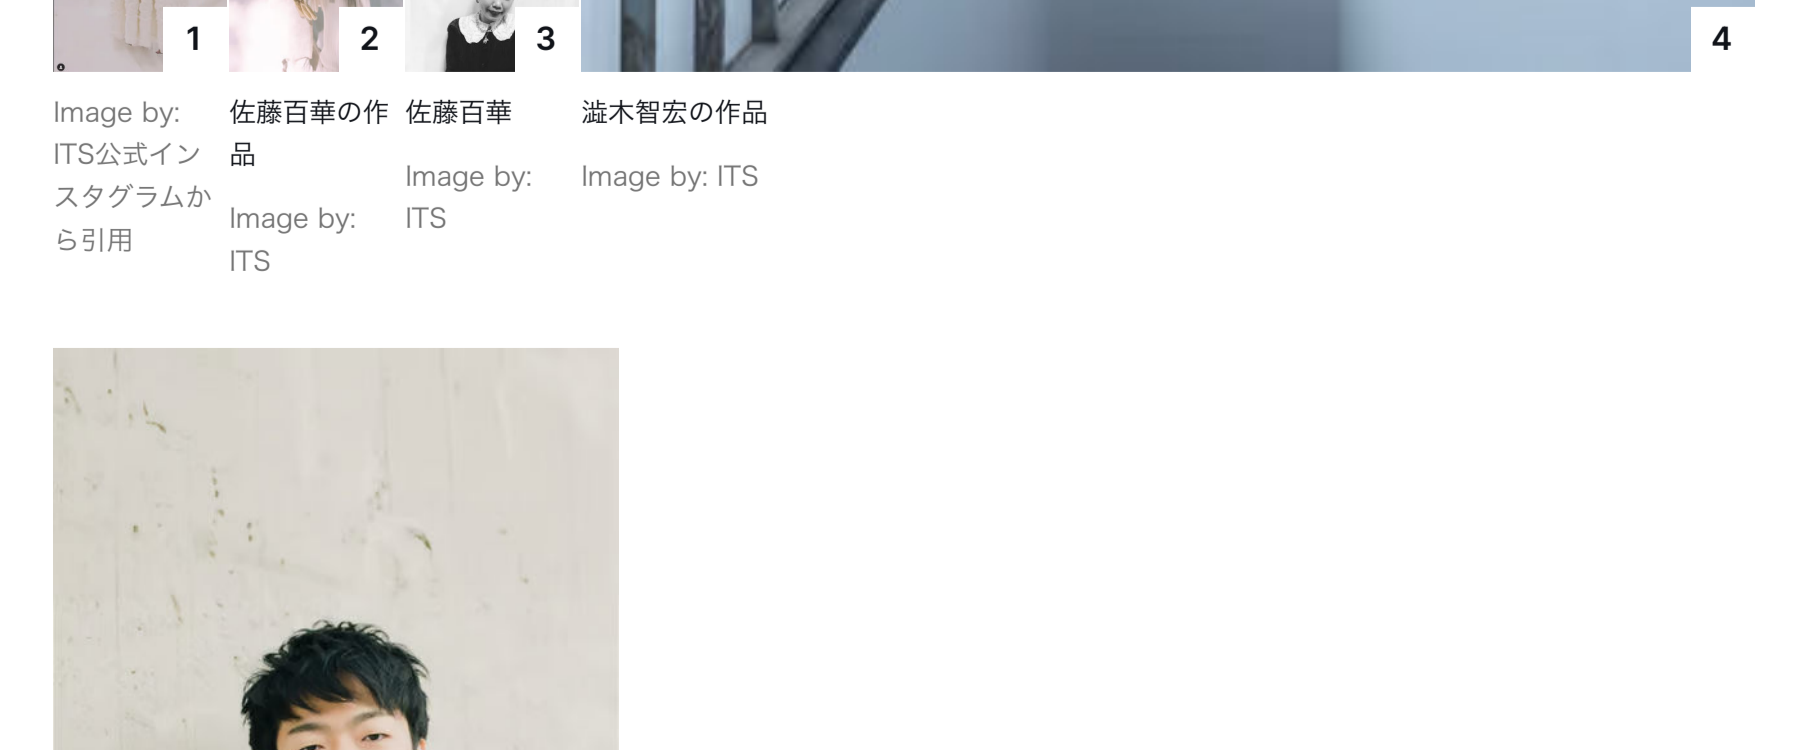 1
2
3
4
Image by:
ITS公式イン
スタグラムか
ら引用
佐藤百華の作
品
Image by:
ITS
佐藤百華
Image by:
ITS
澁木智宏の作品
Image by: ITS